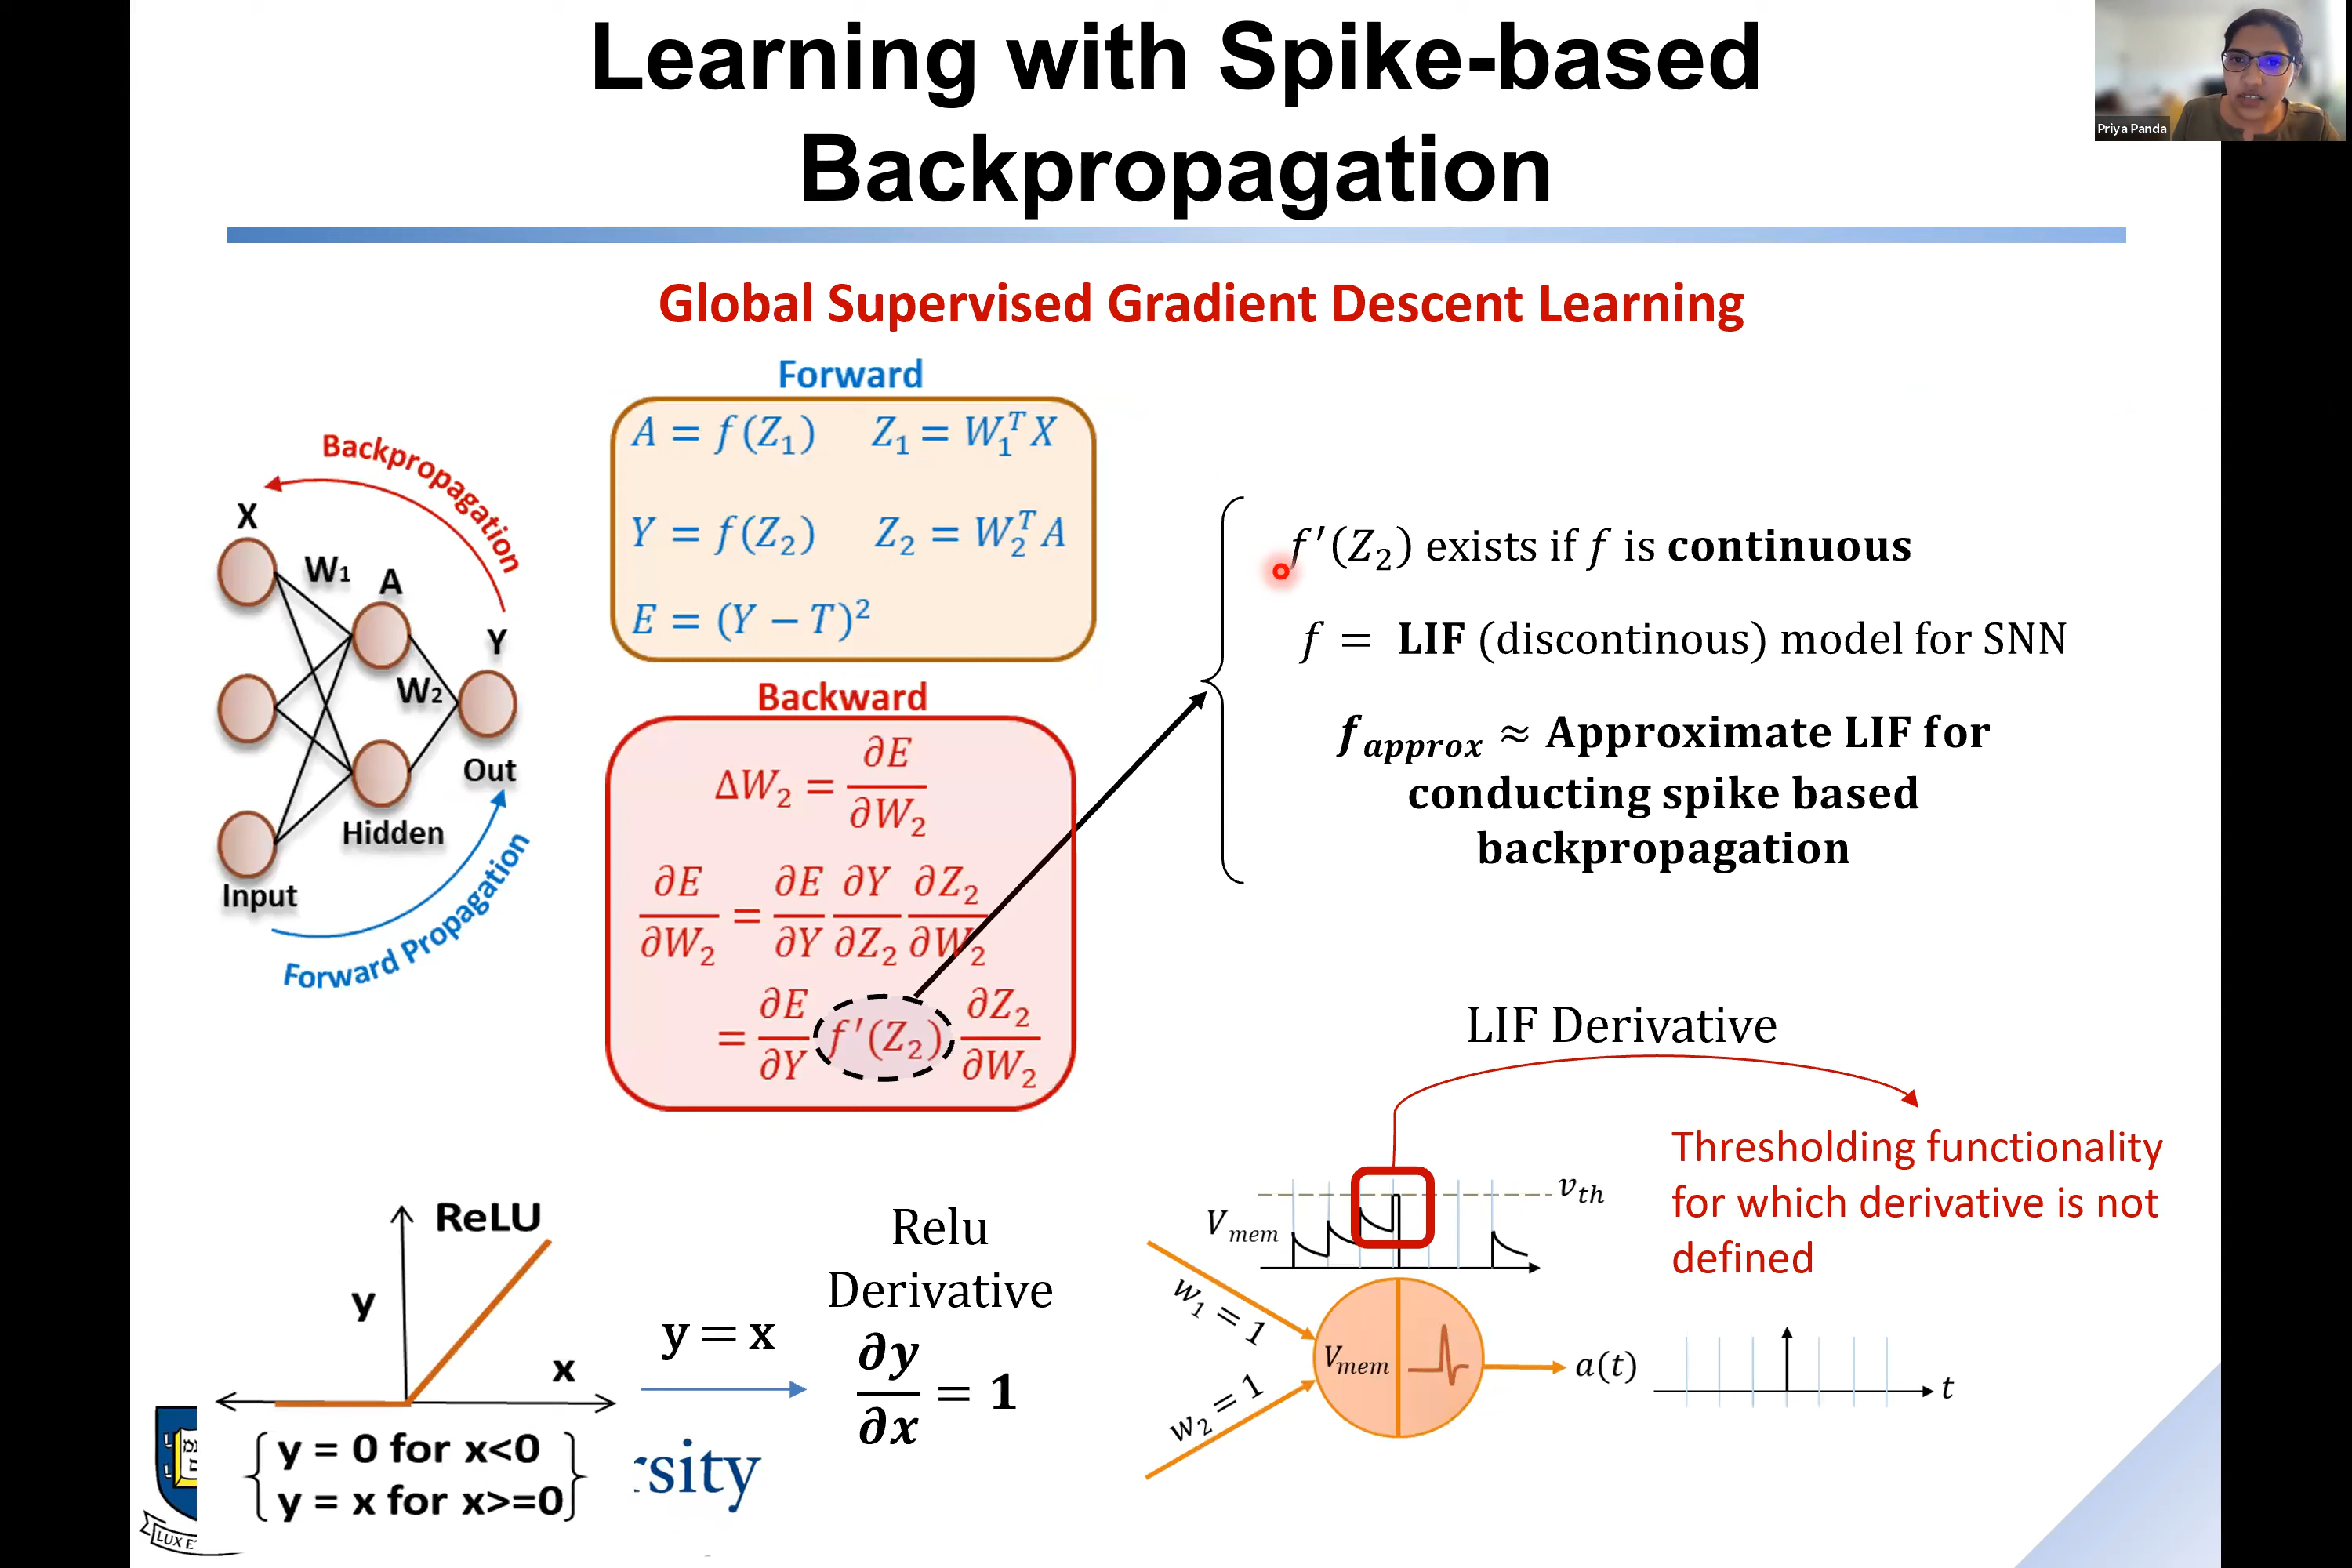 Learning with Spike-based
Backpropagation
Priya Panda
Global Supervised Gradient Descent Learning
Backpropagation
X
W1
A
Y
W2
Out
Hidden
Input
Forward Propagation
Forward
A = f(Z₁) Z₁ = W₁ᵀX
Y = f(Z₂) Z₂ = W₂ᵀA
E = (Y − T)²
Backward
ΔW₂ = ∂E/∂W₂
∂E/∂W₂ = ∂E/∂Y ∂Y/∂Z₂ ∂Z₂/∂W₂
= ∂E/∂Y f′(Z₂) ∂Z₂/∂W₂
f′(Z₂) exists if f is continuous
f = LIF (discontinous) model for SNN
f_approx ≈ Approximate LIF for
conducting spike based
backpropagation
LIF Derivative
Thresholding functionality
for which derivative is not
defined
v_th
V_mem
w₁ = 1
w₂ = 1
V_mem
a(t)
t
ReLU
y
x
y = 0 for x<0
y = x for x>=0
y = x
Relu
Derivative
∂y/∂x = 1
rsity
LUX E